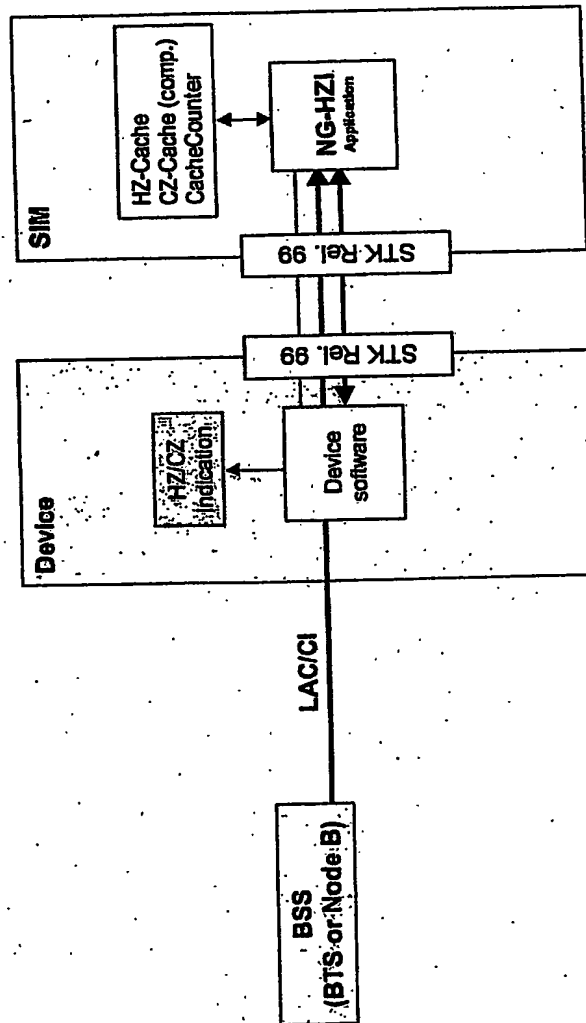 SIM
HZ-Cache
CZ-Cache (comp.)
CacheCounter
NG-HZI
Application
STK Rel. 99
STK Rel. 99
Device
HZ/CZ
Indication
Device
software
LAC/CI
BSS
(BTS or Node B)